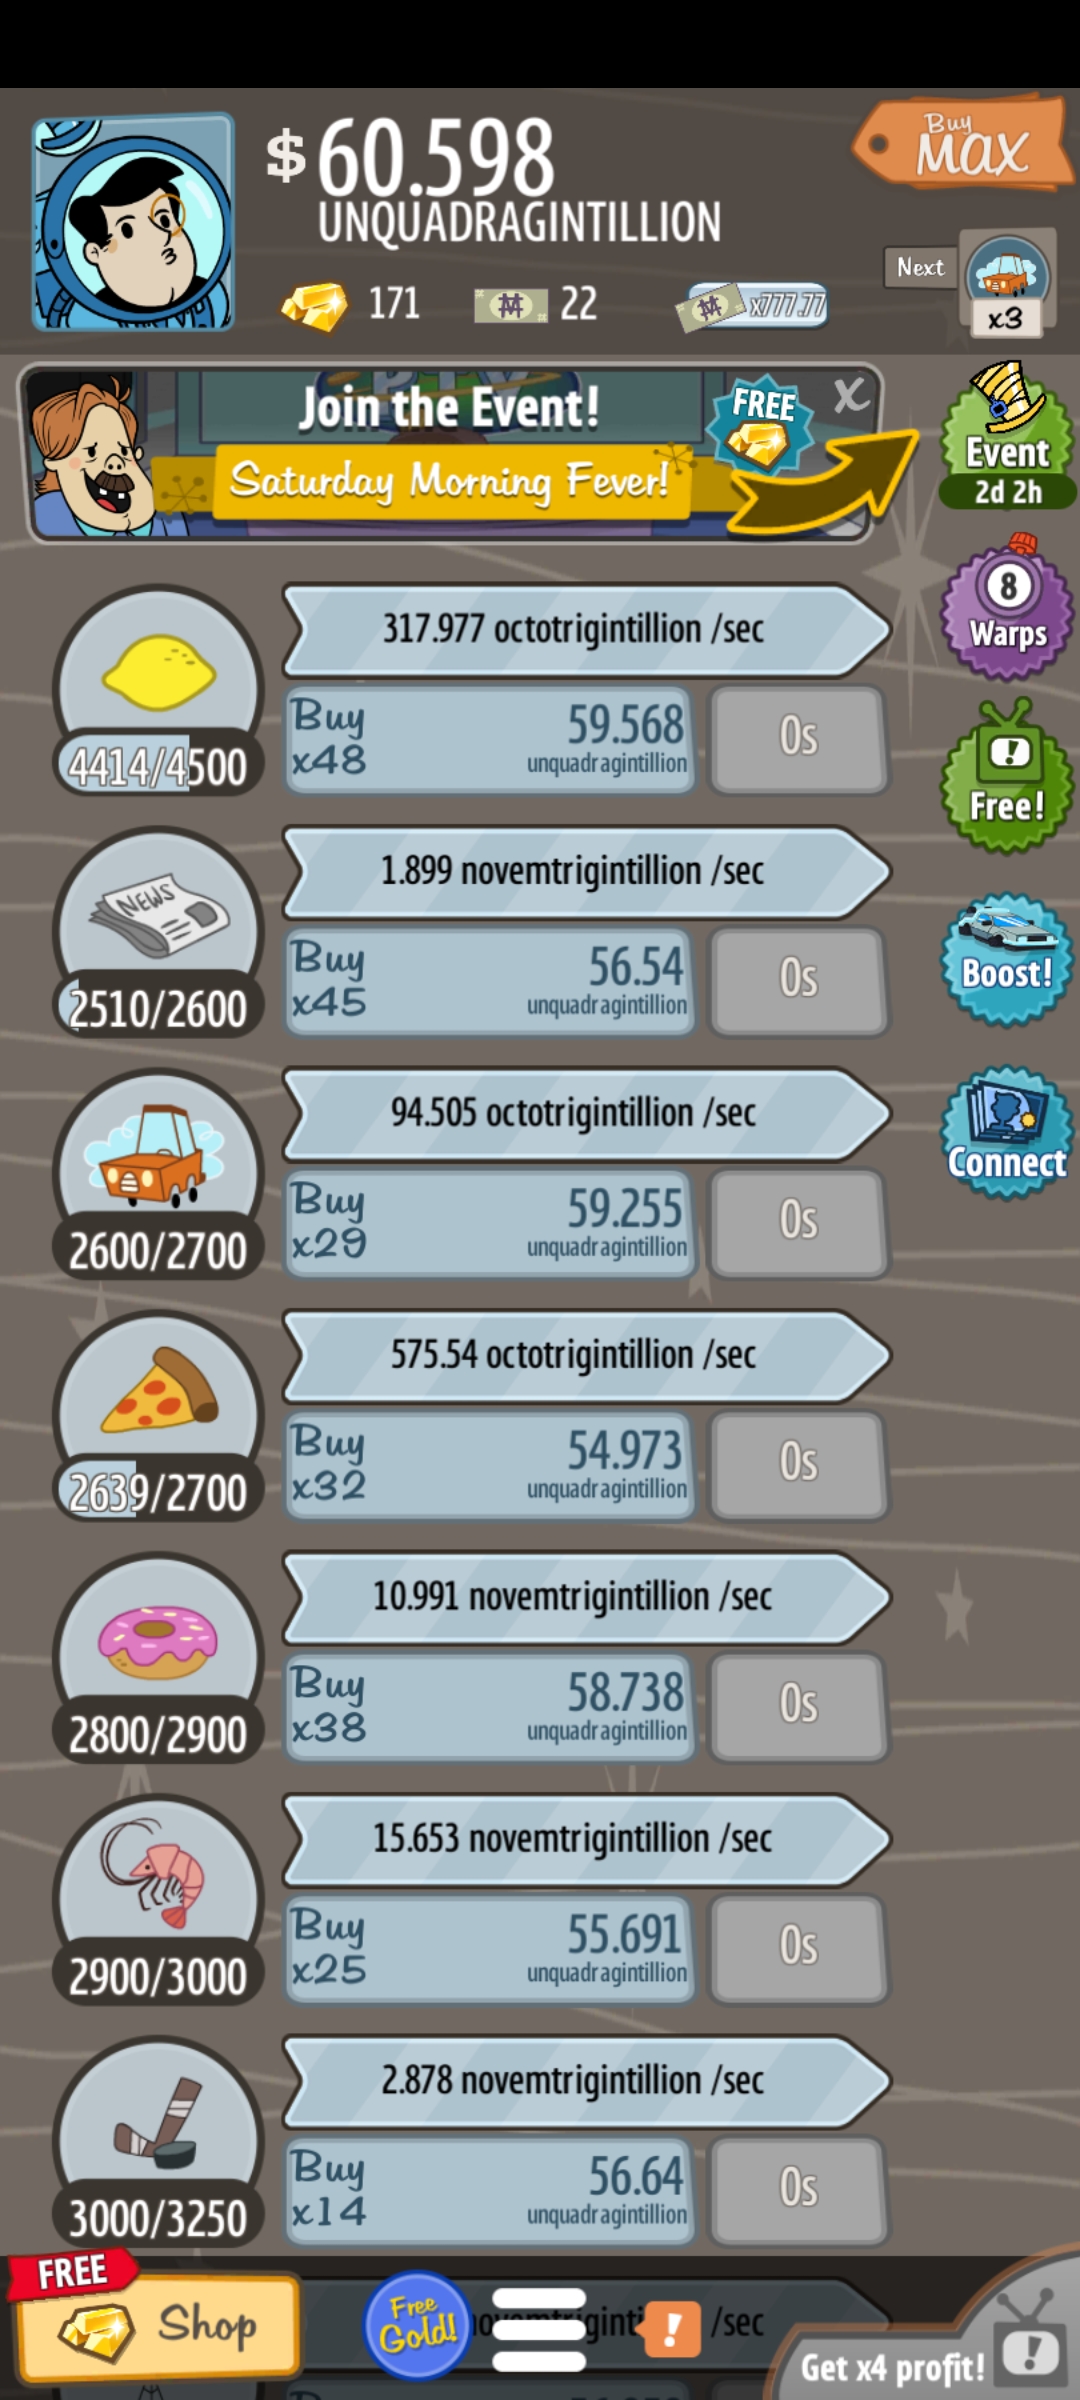 $ 60.598
UNQUADRAGINTILLION
Buy
MAX
171
22
x777.77
Next
x3
Join the Event!
FREE
X
Saturday Morning Fever!
Event
2d 2h
8
Warps
Free!
Boost!
Connect
317.977 octotrigintillion /sec
4414/4500
Buy
x48
59.568
unquadragintillion
0s
1.899 novemtrigintillion /sec
NEWS
2510/2600
Buy
x45
56.54
unquadragintillion
0s
94.505 octotrigintillion /sec
2600/2700
Buy
x29
59.255
unquadragintillion
0s
575.54 octotrigintillion /sec
2639/2700
Buy
x32
54.973
unquadragintillion
0s
10.991 novemtrigintillion /sec
2800/2900
Buy
x38
58.738
unquadragintillion
0s
15.653 novemtrigintillion /sec
2900/3000
Buy
x25
55.691
unquadragintillion
0s
2.878 novemtrigintillion /sec
3000/3250
Buy
x14
56.64
unquadragintillion
0s
FREE
Shop
Free
Gold!
/sec
!
Get x4 profit!
!